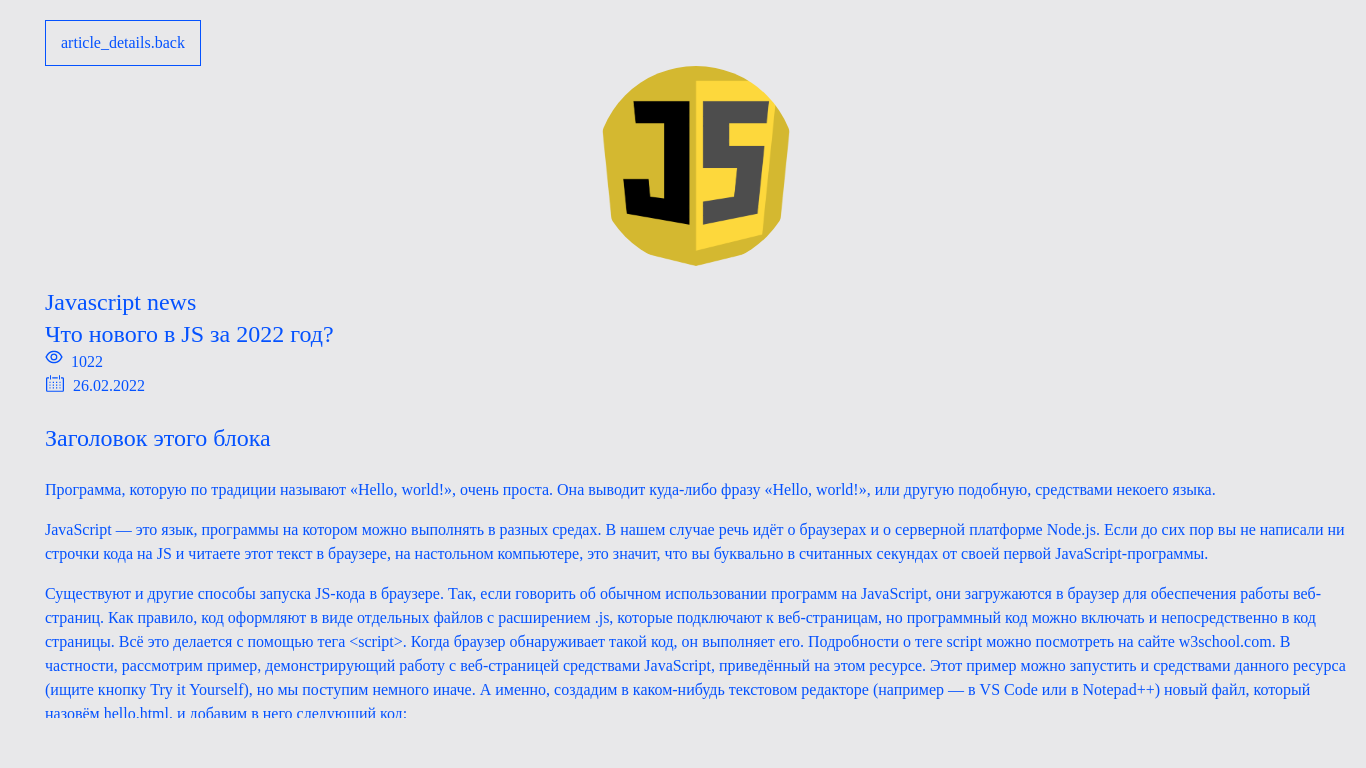 article_details.back
JS
Javascript news
Что нового в JS за 2022 год?
1022
26.02.2022
Заголовок этого блока
Программа, которую по традиции называют «Hello, world!», очень проста. Она выводит куда-либо фразу «Hello, world!», или другую подобную, средствами некоего языка.
JavaScript — это язык, программы на котором можно выполнять в разных средах. В нашем случае речь идёт о браузерах и о серверной платформе Node.js. Если до сих пор вы не написали ни
строчки кода на JS и читаете этот текст в браузере, на настольном компьютере, это значит, что вы буквально в считанных секундах от своей первой JavaScript-программы.
Существуют и другие способы запуска JS-кода в браузере. Так, если говорить об обычном использовании программ на JavaScript, они загружаются в браузер для обеспечения работы веб-
страниц. Как правило, код оформляют в виде отдельных файлов с расширением .js, которые подключают к веб-страницам, но программный код можно включать и непосредственно в код
страницы. Всё это делается с помощью тега <script>. Когда браузер обнаруживает такой код, он выполняет его. Подробности о теге script можно посмотреть на сайте w3school.com. В
частности, рассмотрим пример, демонстрирующий работу с веб-страницей средствами JavaScript, приведённый на этом ресурсе. Этот пример можно запустить и средствами данного ресурса
(ищите кнопку Try it Yourself), но мы поступим немного иначе. А именно, создадим в каком-нибудь текстовом редакторе (например — в VS Code или в Notepad++) новый файл, который
назовём hello.html, и добавим в него следующий код: